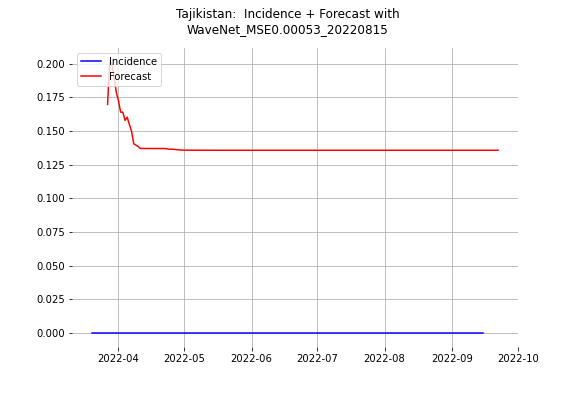 Tajikistan:  Incidence + Forecast with
WaveNet_MSE0.00053_20220815
Incidence
Forecast
0.200
0.175
0.150
0.125
0.100
0.075
0.050
0.025
0.000
2022-04 2022-05 2022-06 2022-07 2022-08 2022-09 2022-10